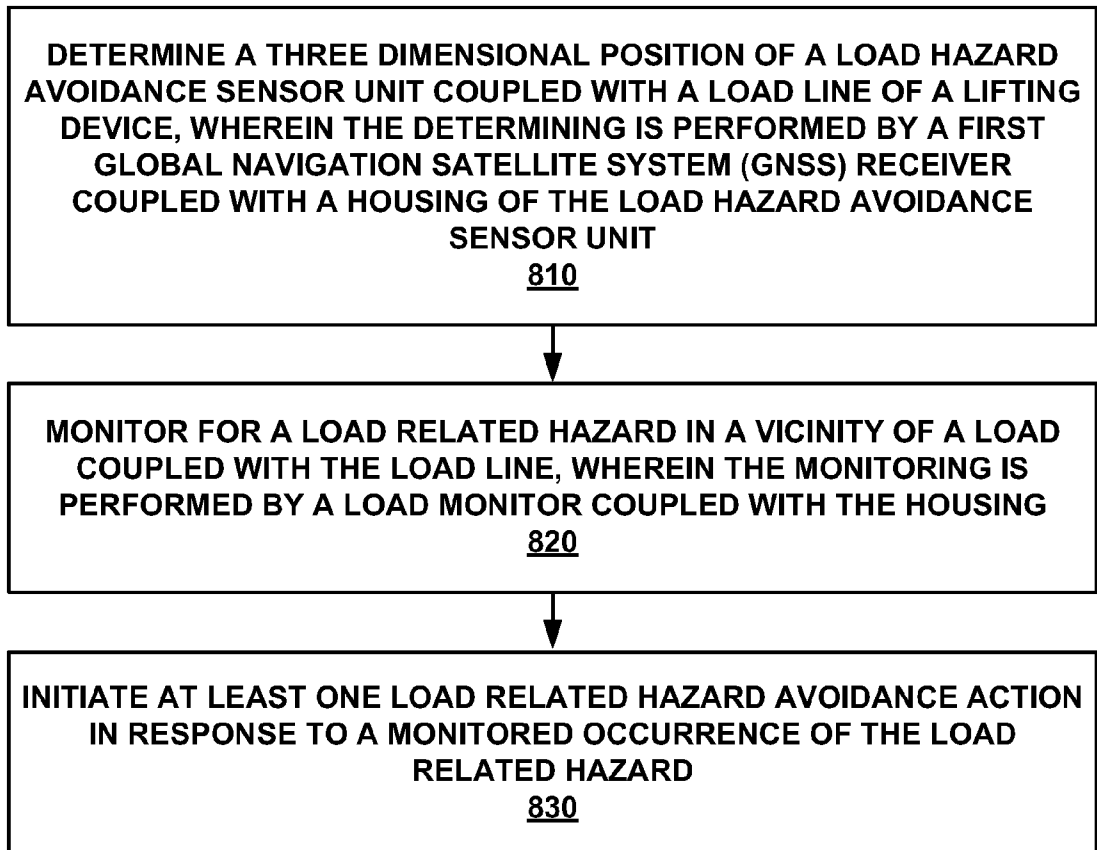 DETERMINE A THREE DIMENSIONAL POSITION OF A LOAD HAZARD
AVOIDANCE SENSOR UNIT COUPLED WITH A LOAD LINE OF A LIFTING
DEVICE, WHEREIN THE DETERMINING IS PERFORMED BY A FIRST
GLOBAL NAVIGATION SATELLITE SYSTEM (GNSS) RECEIVER
COUPLED WITH A HOUSING OF THE LOAD HAZARD AVOIDANCE
SENSOR UNIT
810
MONITOR FOR A LOAD RELATED HAZARD IN A VICINITY OF A LOAD
COUPLED WITH THE LOAD LINE, WHEREIN THE MONITORING IS
PERFORMED BY A LOAD MONITOR COUPLED WITH THE HOUSING
820
INITIATE AT LEAST ONE LOAD RELATED HAZARD AVOIDANCE ACTION
IN RESPONSE TO A MONITORED OCCURRENCE OF THE LOAD
RELATED HAZARD
830